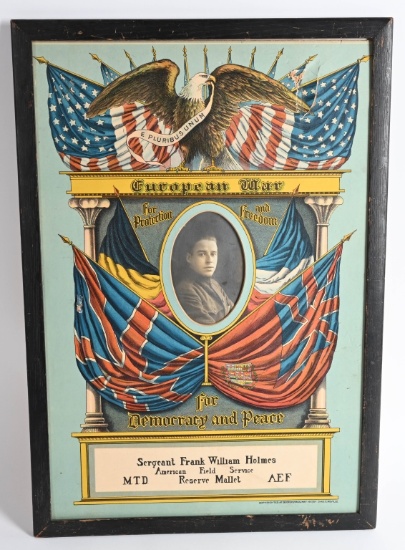 E PLURIBUS UNUM
European War
For Protection
and Freedom
for
Democracy and Peace
Sergeant Frank William Holmes
American Field Service
MTD Reserve Mallet AEF